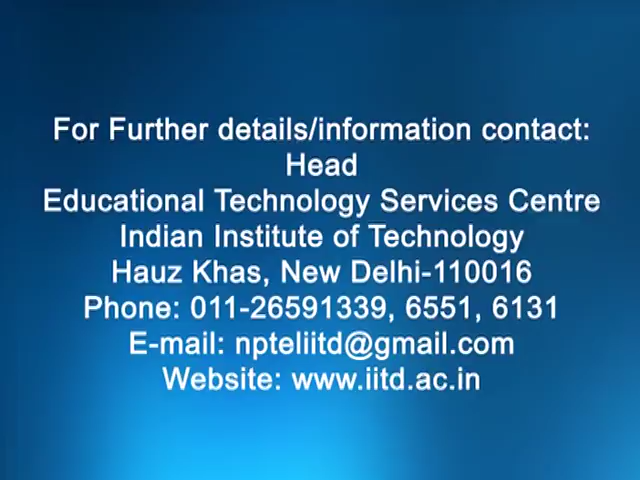 For Further details/information contact:
Head
Educational Technology Services Centre
Indian Institute of Technology
Hauz Khas, New Delhi-110016
Phone: 011-26591339, 6551, 6131
E-mail: npteliitd@gmail.com
Website: www.iitd.ac.in